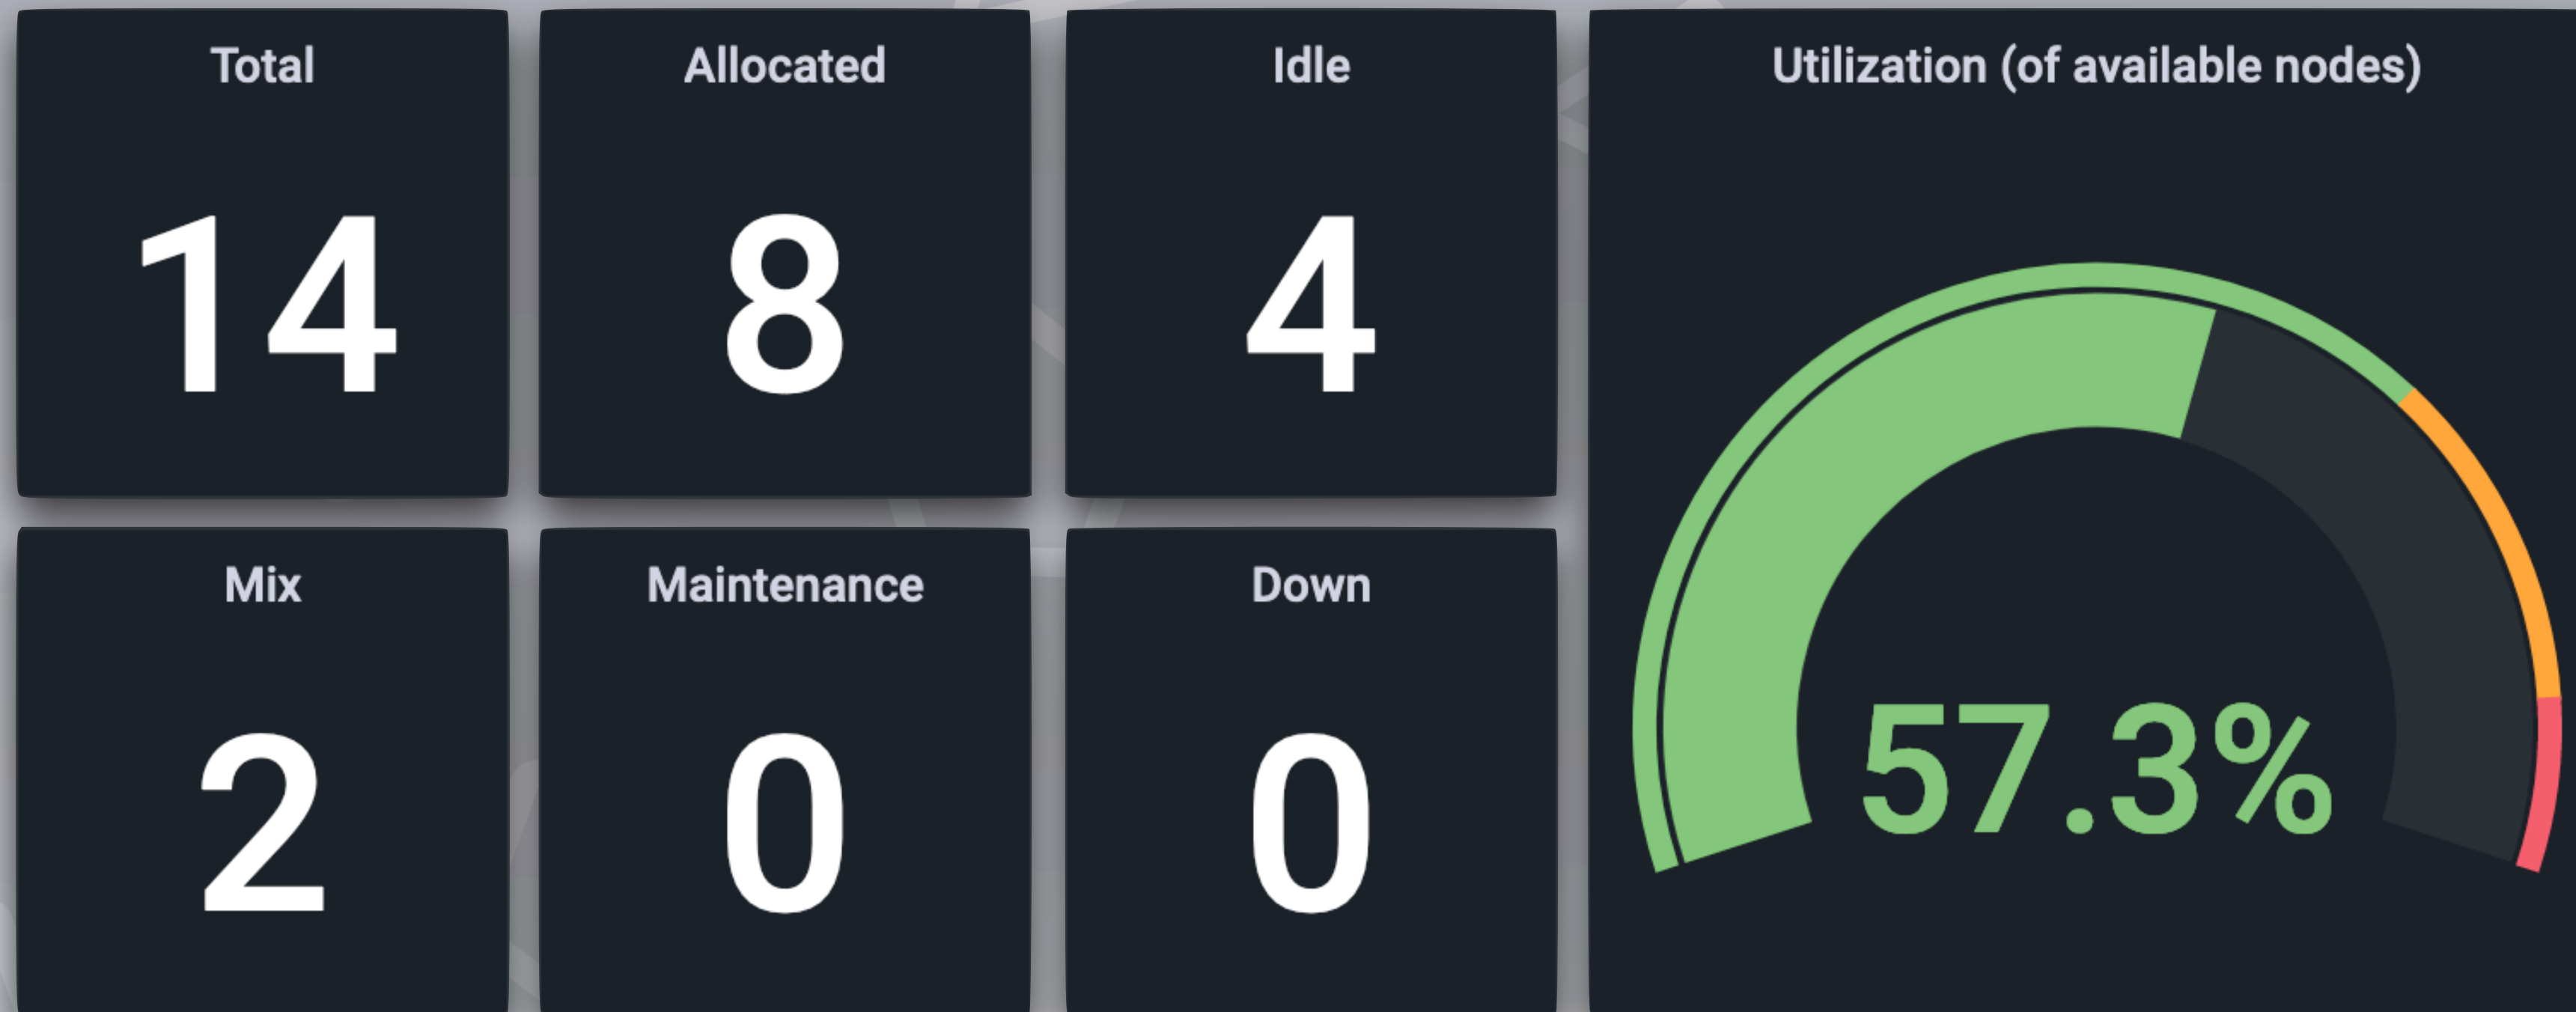 Total
14
Allocated
8
Idle
4
Utilization (of available nodes)
57.3%
Mix
2
Maintenance
0
Down
0